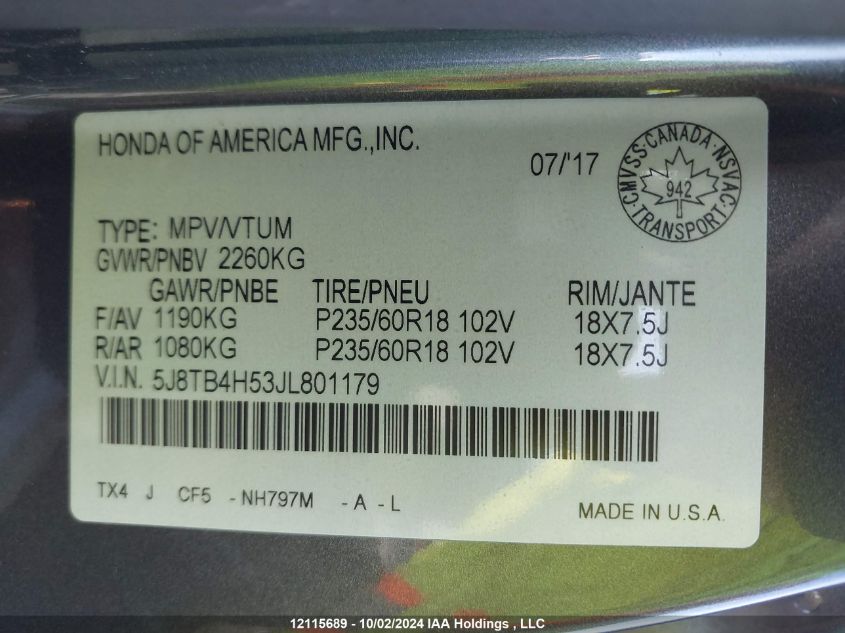 HONDA OF AMERICA MFG.,INC.
07/'17
CMVSS·CANADA·NSVAC
942
TRANSPORT
TYPE: MPV/VTUM
GVWR/PNBV 2260KG
GAWR/PNBE TIRE/PNEU RIM/JANTE
F/AV 1190KG P235/60R18 102V 18X7.5J
R/AR 1080KG P235/60R18 102V 18X7.5J
V.I.N. 5J8TB4H53JL801179
TX4 J CF5 -NH797M -A -L
MADE IN U.S.A.
12115689 - 10/02/2024 IAA Holdings , LLC